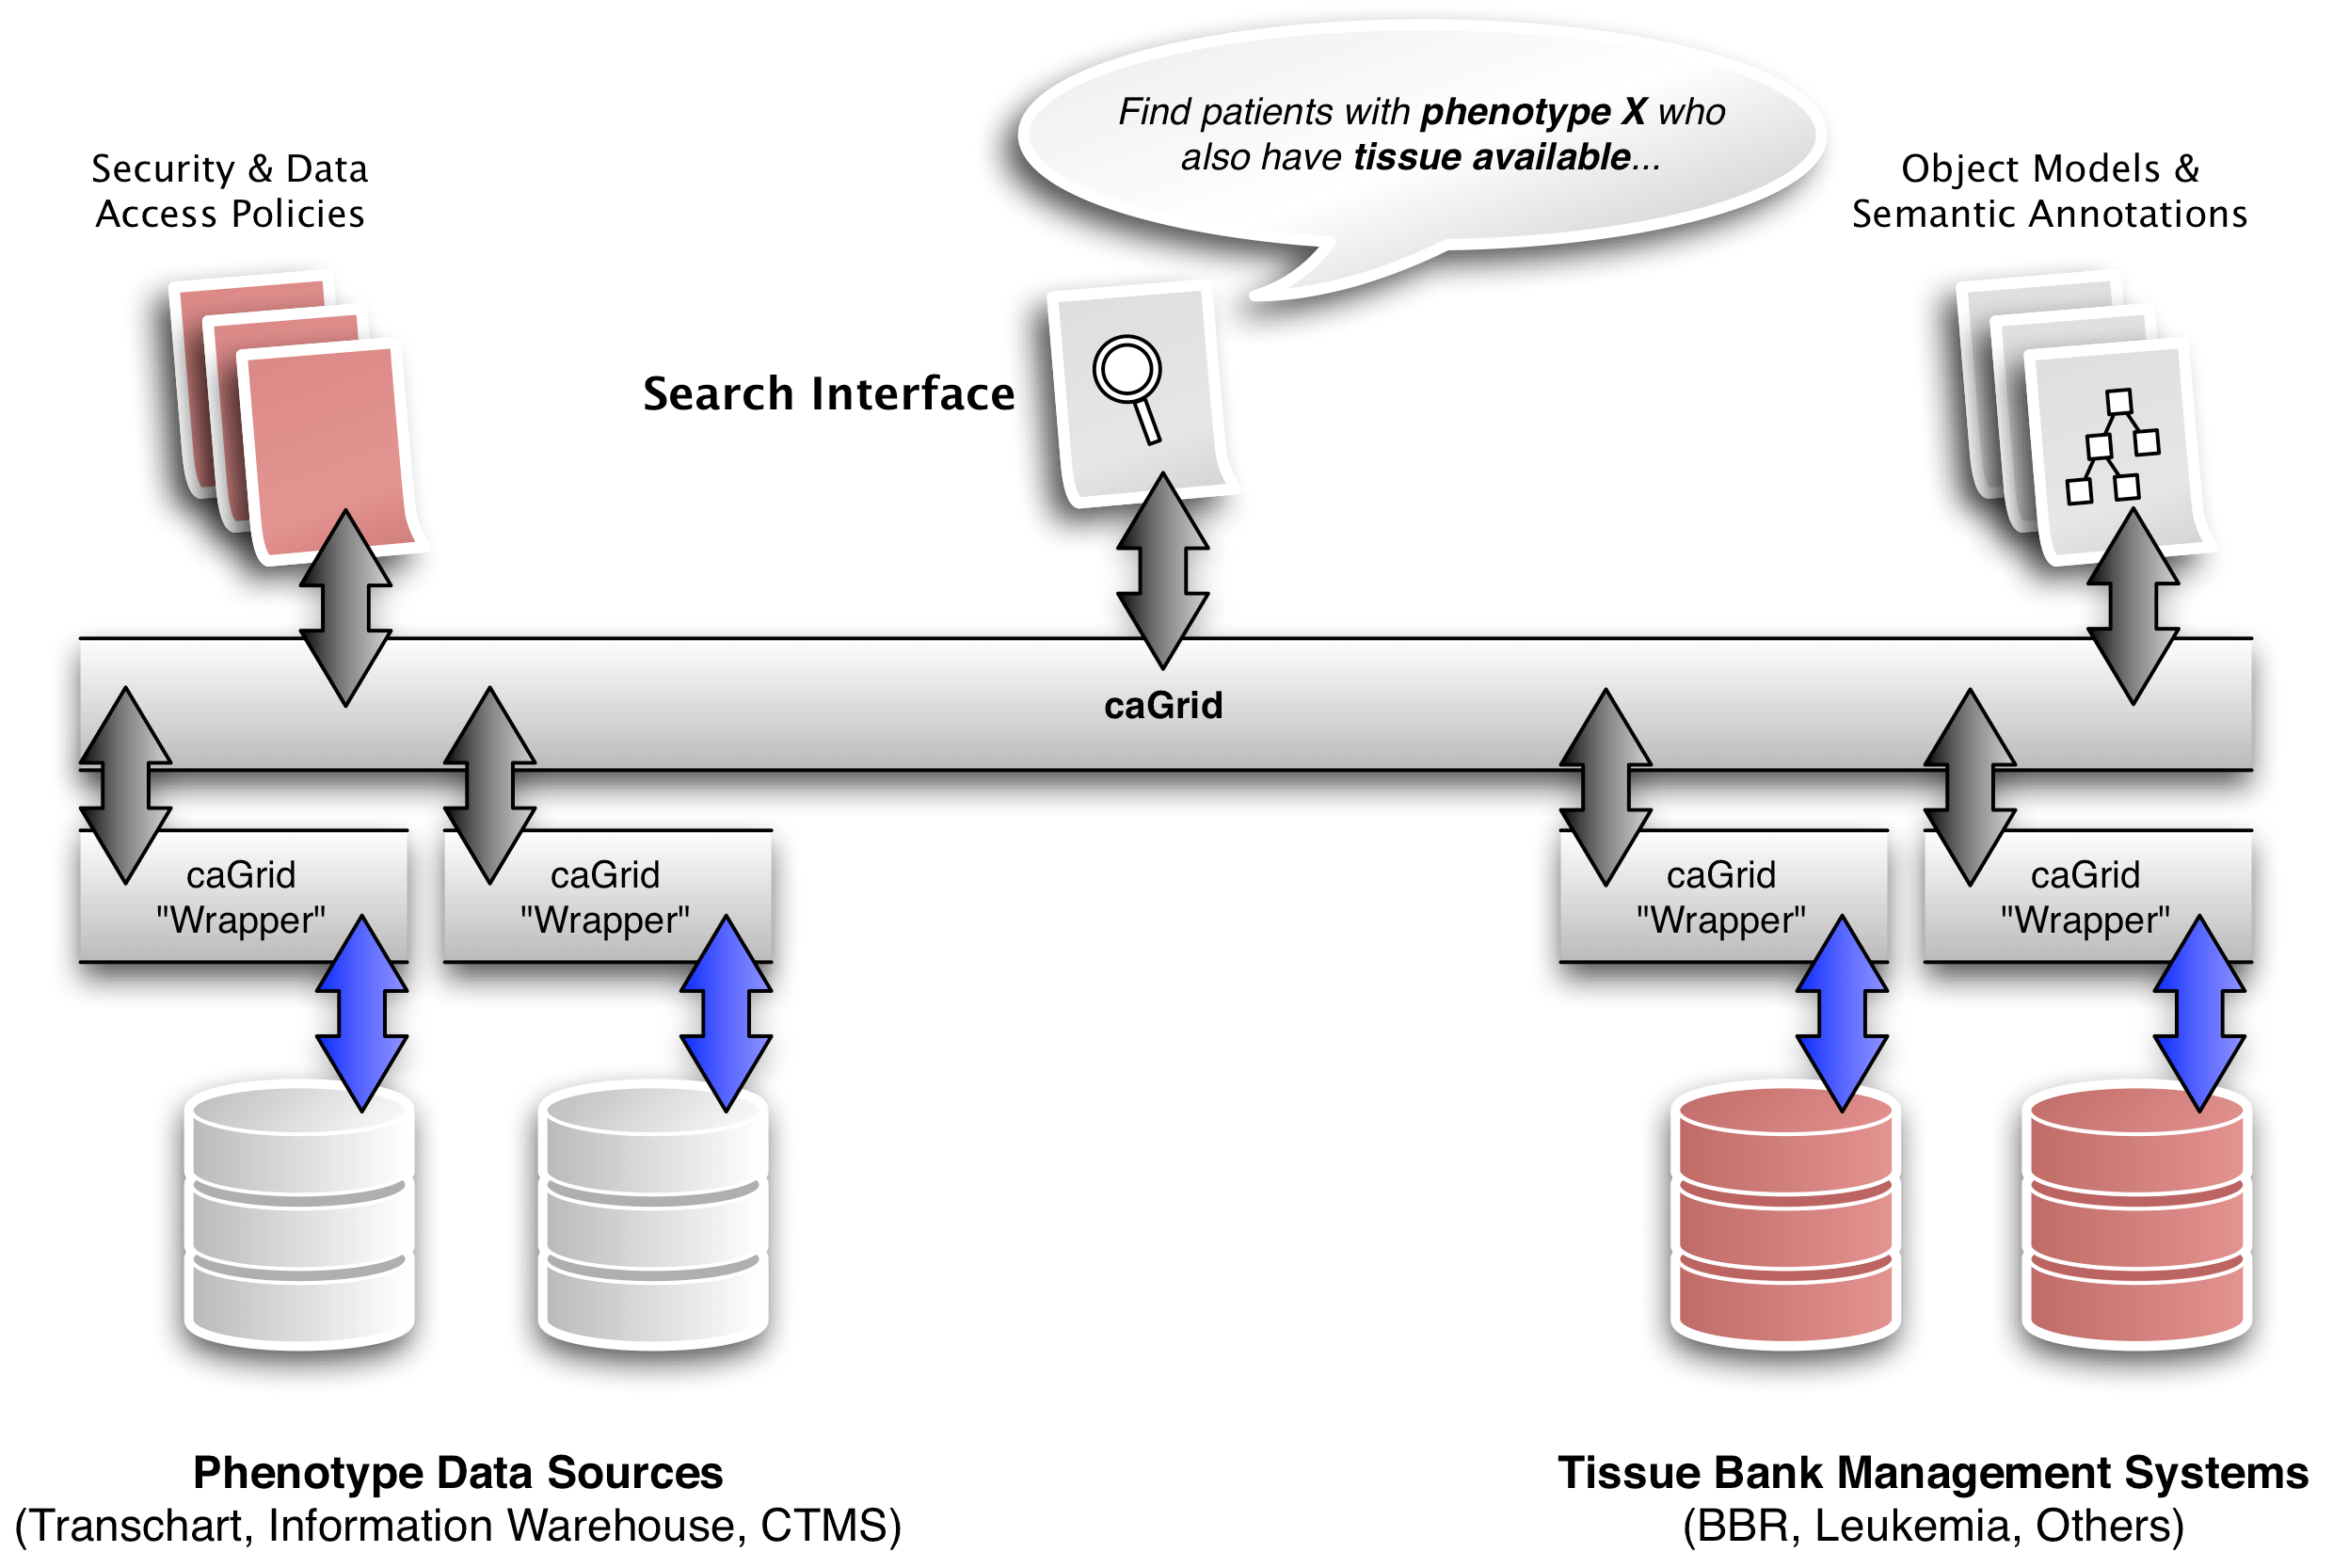 Find patients with phenotype X who
also have tissue available...
Security & Data
Access Policies
Object Models &
Semantic Annotations
Search Interface
caGrid
caGrid
"Wrapper"
caGrid
"Wrapper"
caGrid
"Wrapper"
caGrid
"Wrapper"
Phenotype Data Sources
(Transchart, Information Warehouse, CTMS)
Tissue Bank Management Systems
(BBR, Leukemia, Others)